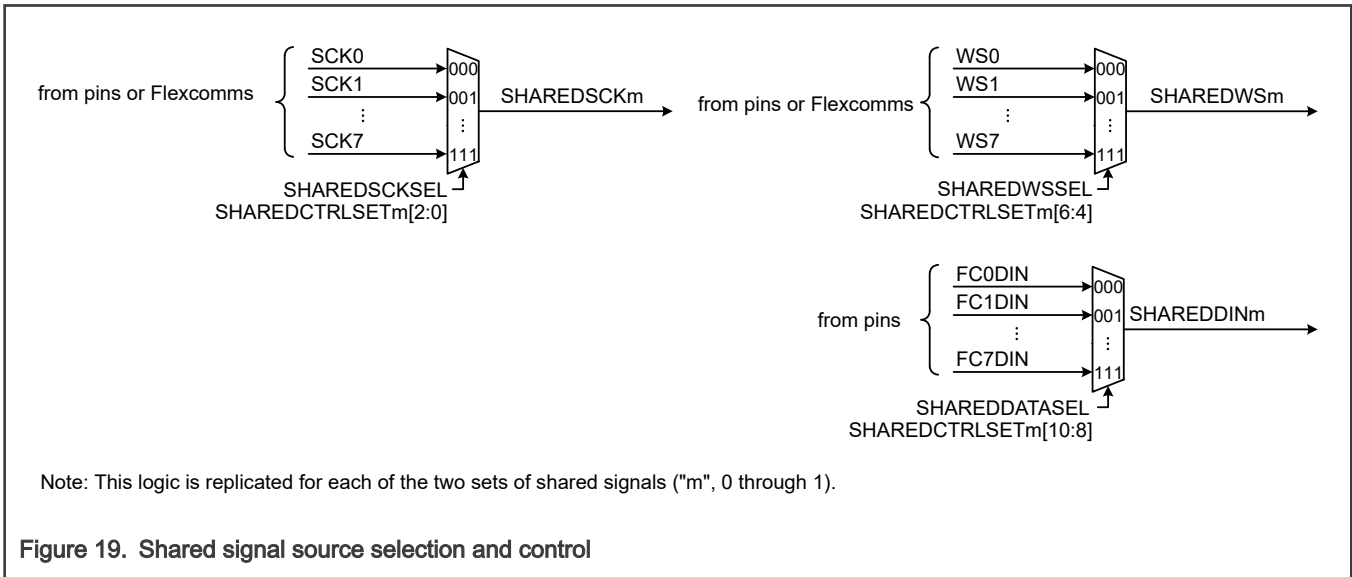 from pins or Flexcomms
SCK0
SCK1
⋮
SCK7
000
001
⋮
111
SHAREDSCKm
SHAREDSCKSEL
SHAREDCTRLSETm[2:0]
from pins or Flexcomms
WS0
WS1
⋮
WS7
000
001
⋮
111
SHAREDWSm
SHAREDWSSEL
SHAREDCTRLSETm[6:4]
from pins
FC0DIN
FC1DIN
⋮
FC7DIN
000
001
⋮
111
SHAREDDINm
SHAREDDATASEL
SHAREDCTRLSETm[10:8]
Note: This logic is replicated for each of the two sets of shared signals ("m", 0 through 1).
Figure 19. Shared signal source selection and control